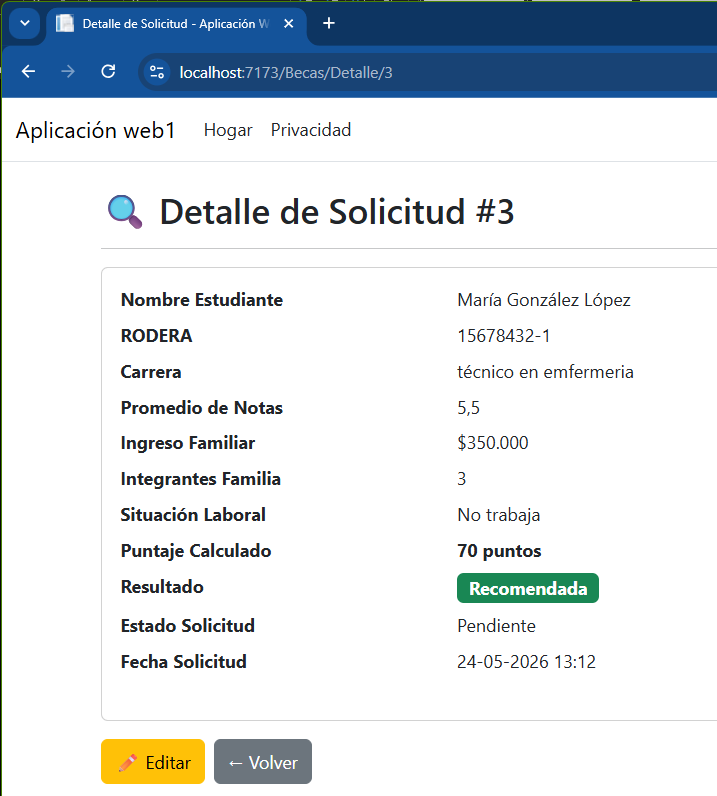 Detalle de Solicitud - Aplicación W
localhost:7173/Becas/Detalle/3
Aplicación web1 Hogar Privacidad
Detalle de Solicitud #3
Nombre Estudiante María González López
RODERA 15678432-1
Carrera técnico en emfermeria
Promedio de Notas 5,5
Ingreso Familiar $350.000
Integrantes Familia 3
Situación Laboral No trabaja
Puntaje Calculado 70 puntos
Resultado Recomendada
Estado Solicitud Pendiente
Fecha Solicitud 24-05-2026 13:12
Editar ← Volver